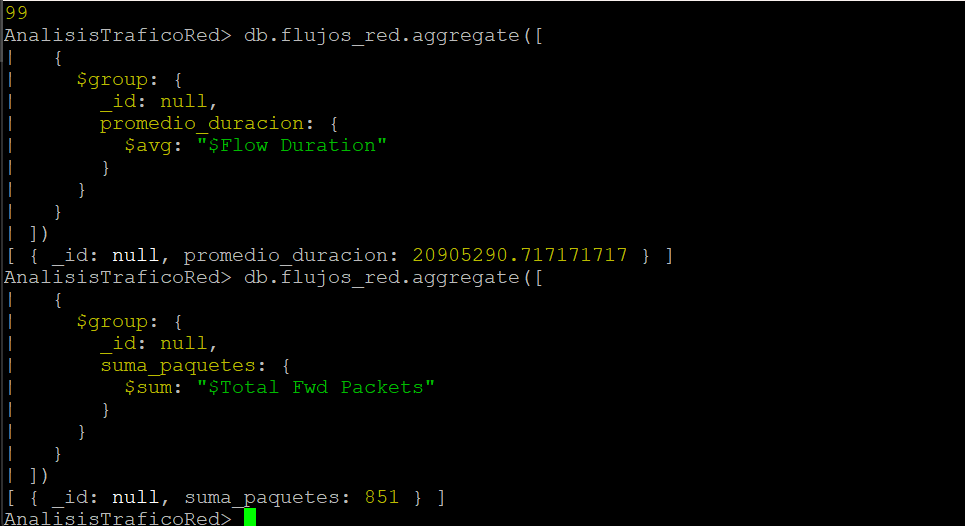 99
AnalisisTraficoRed> db.flujos_red.aggregate([
|   {
|     $group: {
|       _id: null,
|       promedio_duracion: {
|         $avg: "$Flow Duration"
|       }
|     }
|   }
| ])
[ { _id: null, promedio_duracion: 20905290.717171717 } ]
AnalisisTraficoRed> db.flujos_red.aggregate([
|   {
|     $group: {
|       _id: null,
|       suma_paquetes: {
|         $sum: "$Total Fwd Packets"
|       }
|     }
|   }
| ])
[ { _id: null, suma_paquetes: 851 } ]
AnalisisTraficoRed>